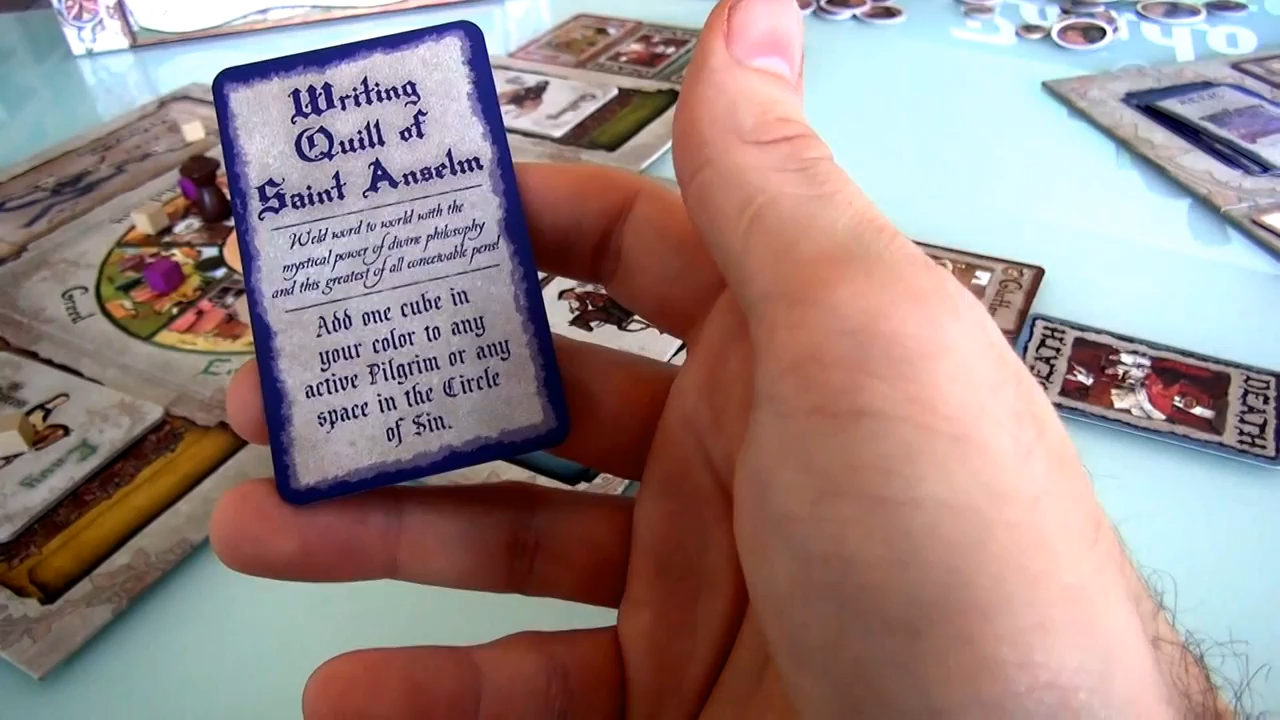 Writing
Quill of
Saint Anselm
Weld word to world with the
mystical power of divine philosophy
and this greatest of all conceivable pens!
Add one cube in
your color to any
active Pilgrim or any
space in the Circle
of Sin.
Greed
DEATH
DEATH
RELIC